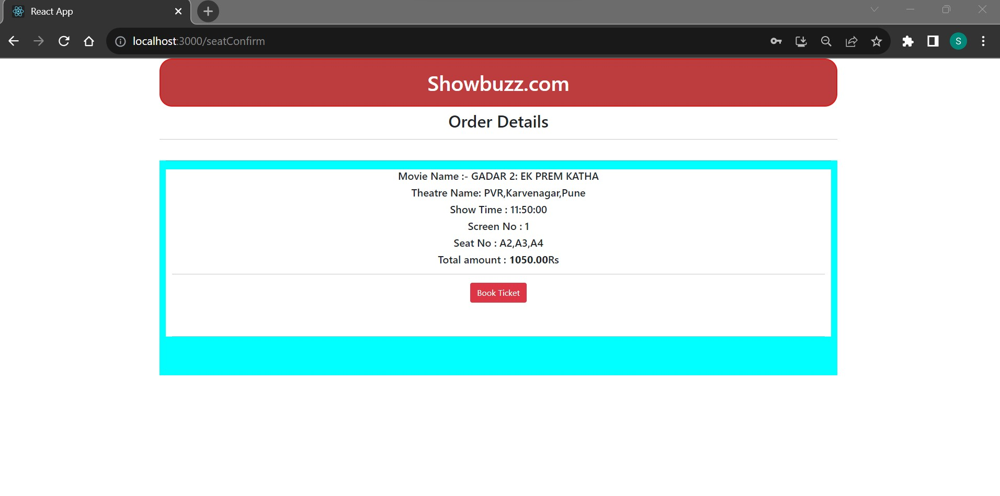 React App
localhost:3000/seatConfirm
S
Showbuzz.com
Order Details
Movie Name :- GADAR 2: EK PREM KATHA
Theatre Name: PVR,Karvenagar,Pune
Show Time : 11:50:00
Screen No : 1
Seat No : A2,A3,A4
Total amount : 1050.00Rs
Book Ticket